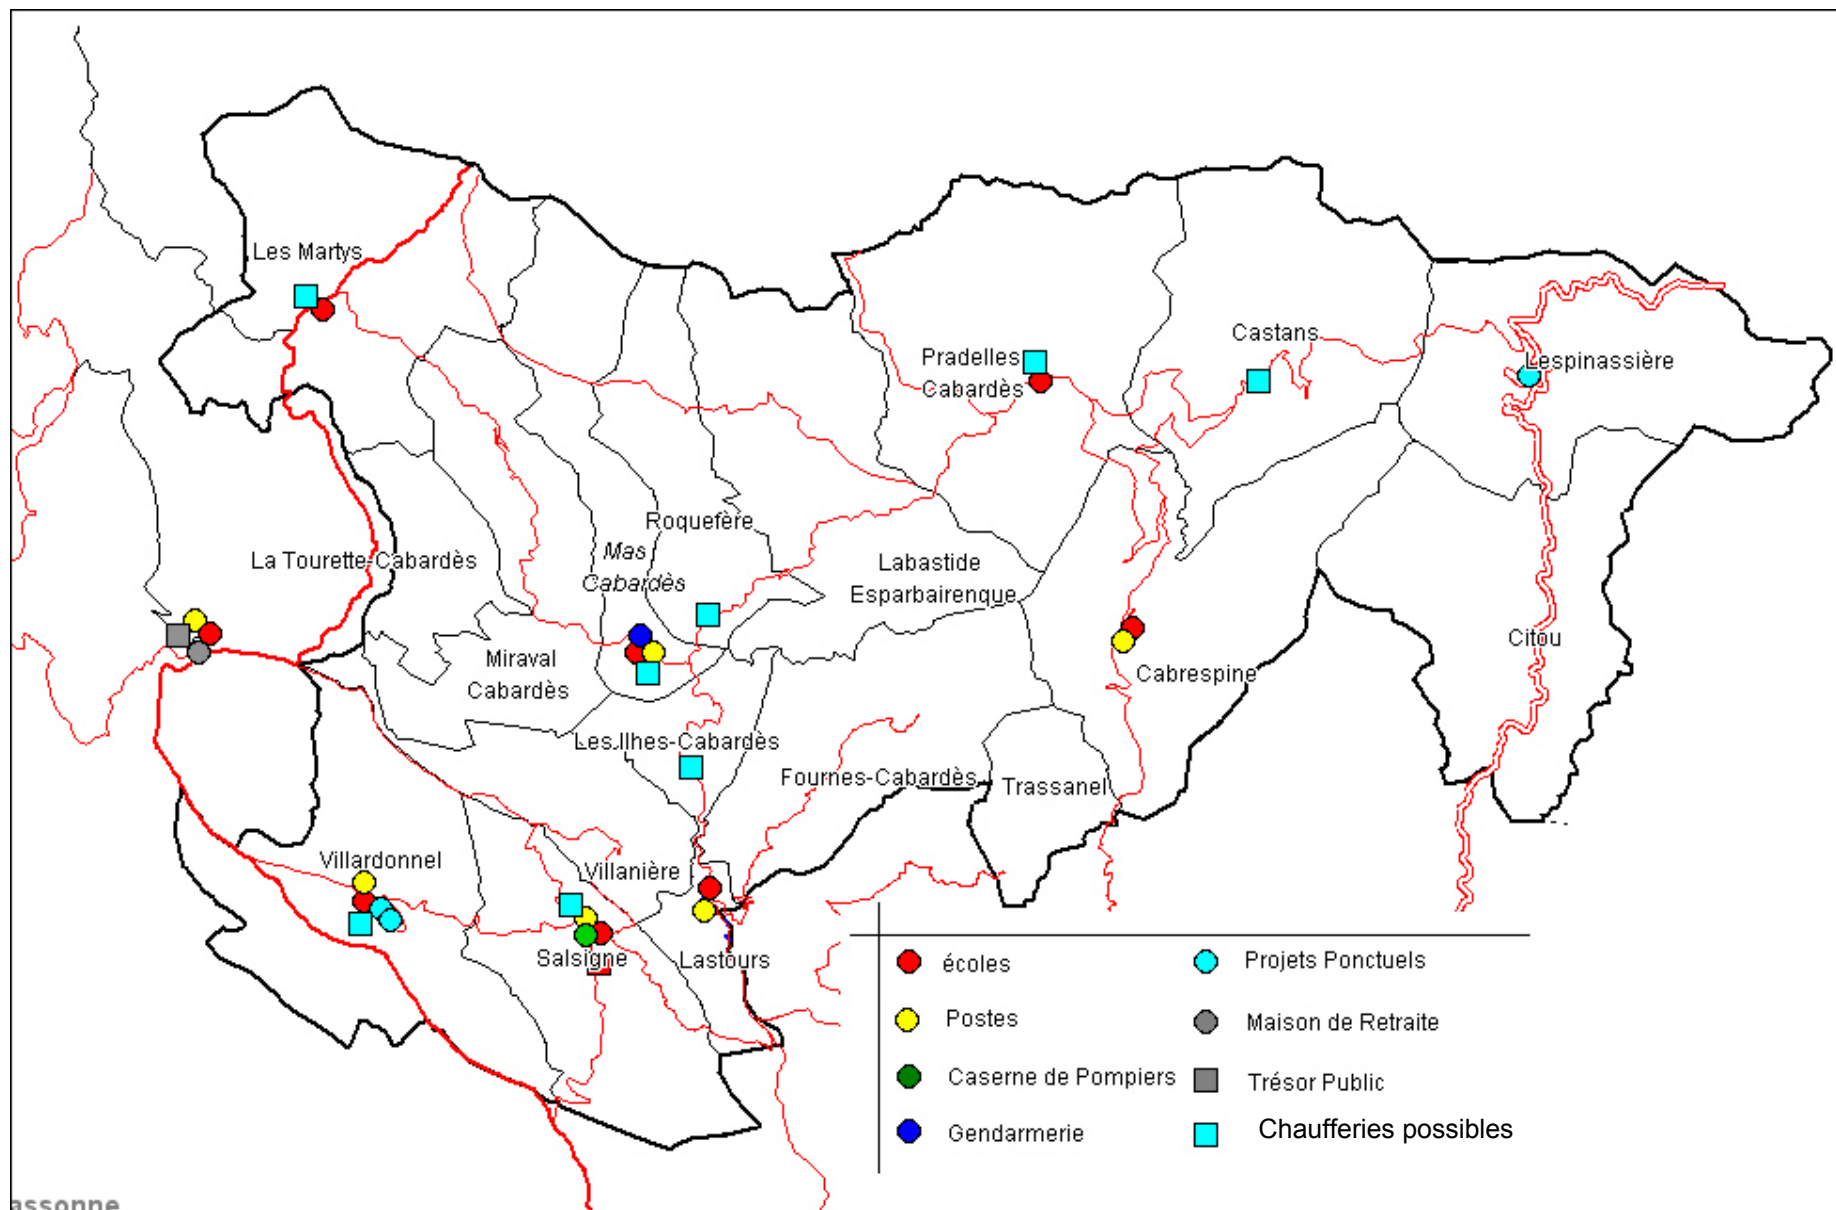 Les Martys
Castans
Pradelles
Cabardès
Lespinassière
Roquefère
Mas
Cabardès
La Tourette-Cabardès
Labastide
Esparbairenque
Citou
Miraval
Cabardès
Cabrespine
Les Ilhes-Cabardès
Fournes-Cabardès
Trassanel
Villardonnel
Villanière
Salsigne
Lastours
écoles
Projets Ponctuels
Postes
Maison de Retraite
Caserne de Pompiers
Trésor Public
Gendarmerie
Chaufferies possibles
assonne